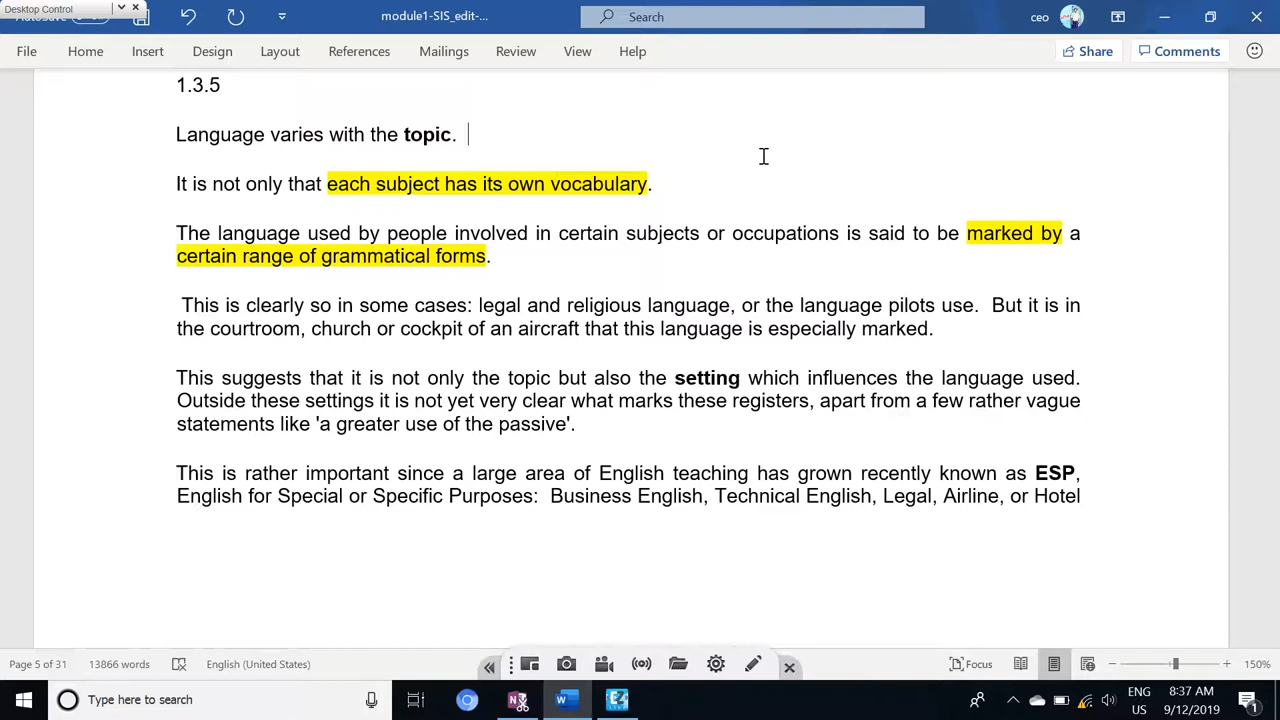 Desktop Control
AutoSave
module1-SIS_edit-...
Search
ceo
File Home Insert Design Layout References Mailings Review View Help
Share Comments
1.3.5
Language varies with the topic.
It is not only that each subject has its own vocabulary.
The language used by people involved in certain subjects or occupations is said to be marked by a
certain range of grammatical forms.
This is clearly so in some cases: legal and religious language, or the language pilots use. But it is in
the courtroom, church or cockpit of an aircraft that this language is especially marked.
This suggests that it is not only the topic but also the setting which influences the language used.
Outside these settings it is not yet very clear what marks these registers, apart from a few rather vague
statements like 'a greater use of the passive'.
This is rather important since a large area of English teaching has grown recently known as ESP,
English for Special or Specific Purposes: Business English, Technical English, Legal, Airline, or Hotel
Page 5 of 31 13866 words English (United States) Focus 150%
Type here to search
ENG 8:37 AM
US 9/12/2019
1